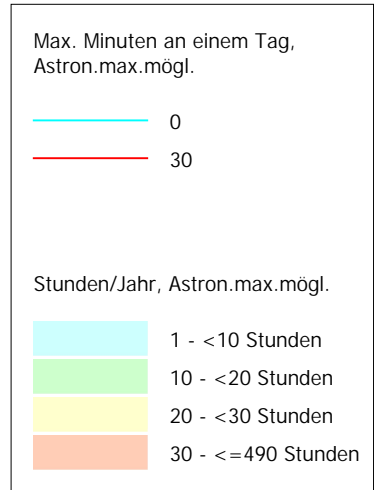 Max. Minuten an einem Tag,
Astron.max.mögl.
0
30
Stunden/Jahr, Astron.max.mögl.
1 - <10 Stunden
10 - <20 Stunden
20 - <30 Stunden
30 - <=490 Stunden